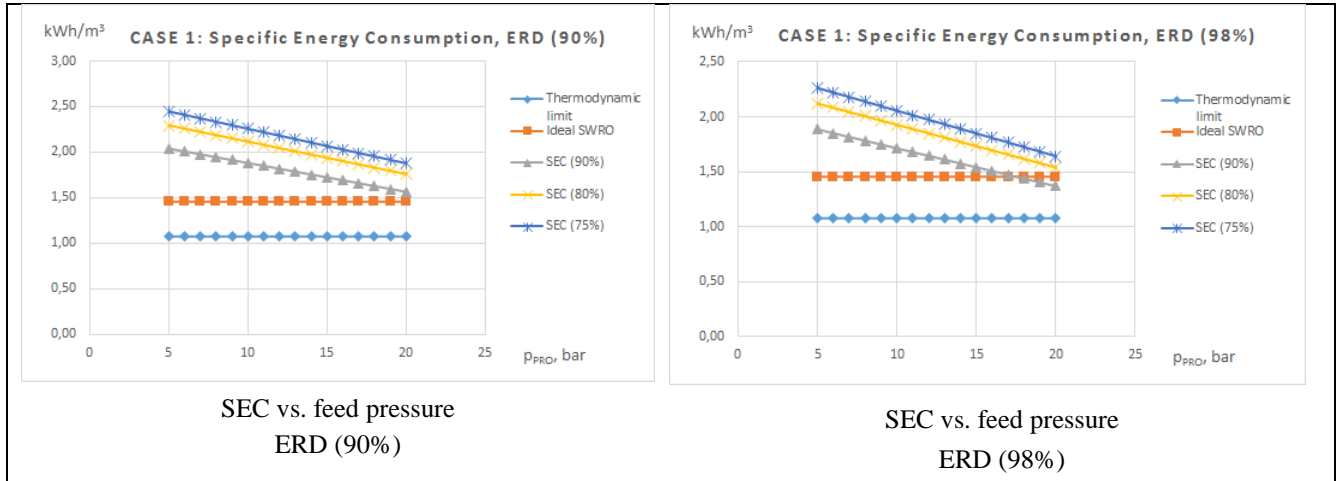 kWh/m³
CASE 1: Specific Energy Consumption, ERD (90%)
3,00
2,50
2,00
1,50
1,00
0,50
0,00
0
5
10
15
20
25
pPRO, bar
Thermodynamic
limit
Ideal SWRO
SEC (90%)
SEC (80%)
SEC (75%)
SEC vs. feed pressure
ERD (90%)
kWh/m³
CASE 1: Specific Energy Consumption, ERD (98%)
2,50
2,00
1,50
1,00
0,50
0,00
0
5
10
15
20
25
pPRO, bar
Thermodynamic
limit
Ideal SWRO
SEC (90%)
SEC (80%)
SEC (75%)
SEC vs. feed pressure
ERD (98%)